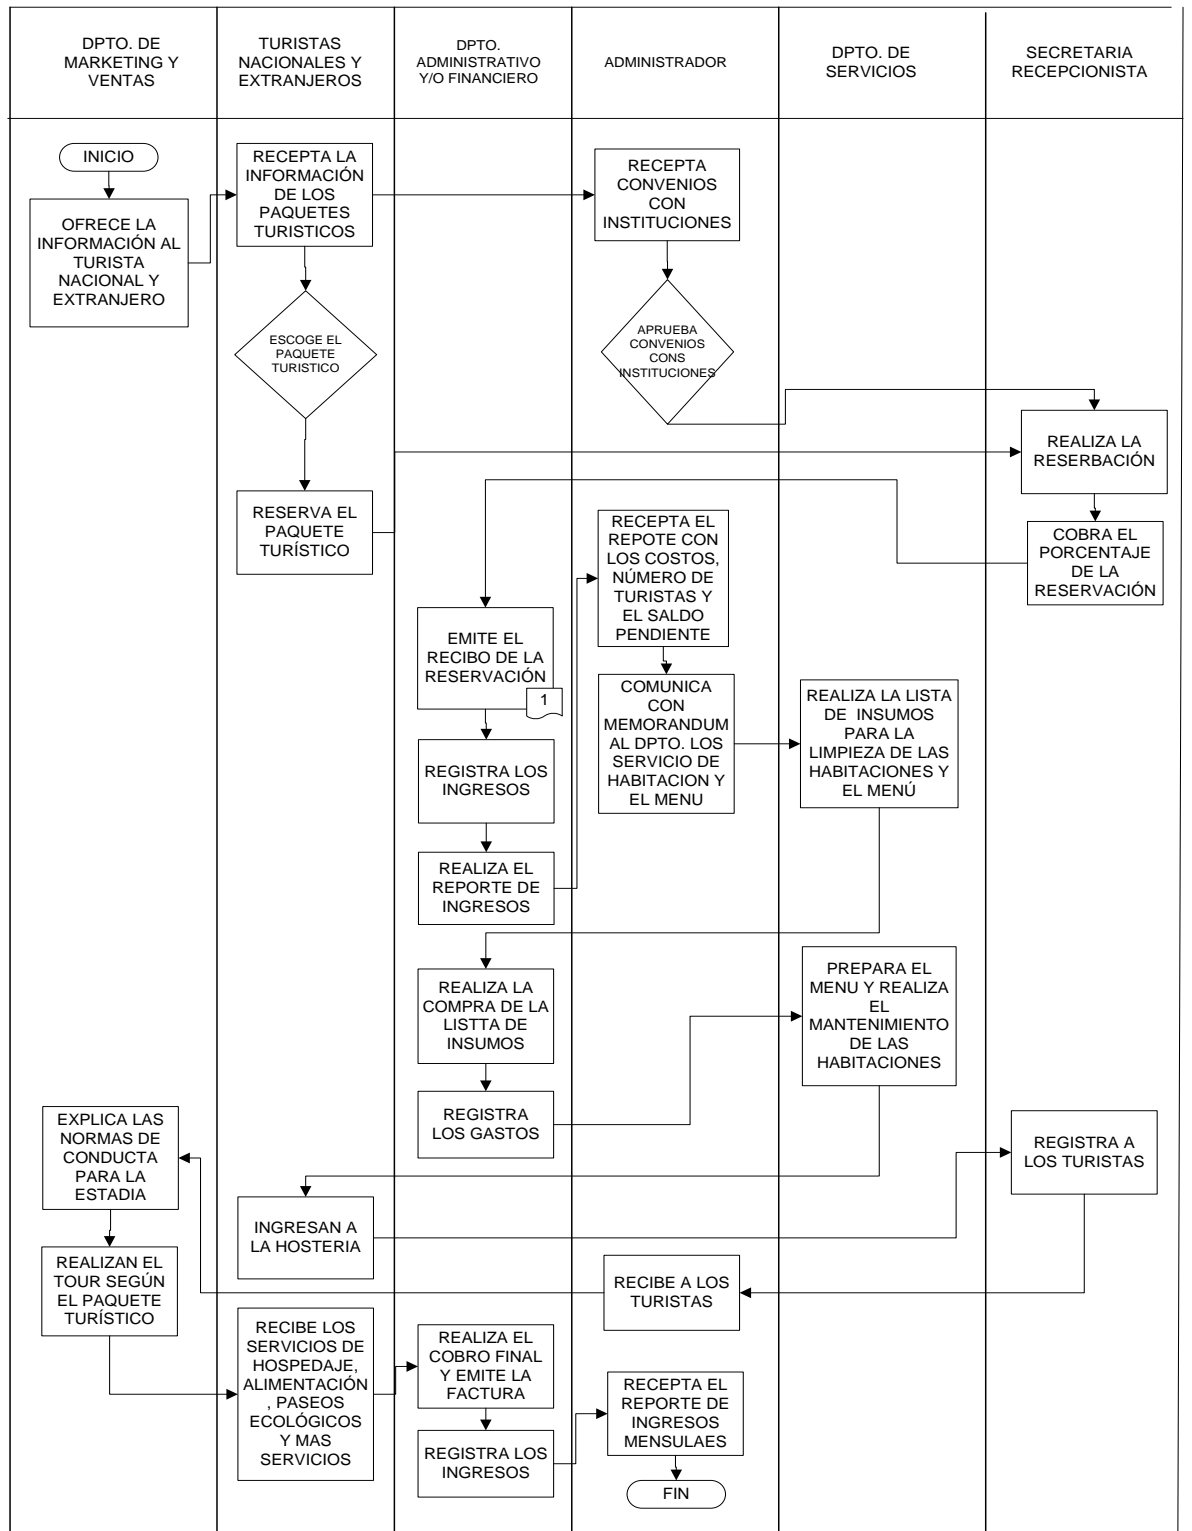 DPTO. DE
MARKETING Y
VENTAS
TURISTAS
NACIONALES Y
EXTRANJEROS
DPTO.
ADMINISTRATIVO
Y/O FINANCIERO
ADMINISTRADOR
DPTO. DE
SERVICIOS
SECRETARIA
RECEPCIONISTA
INICIO
OFRECE LA
INFORMACIÓN AL
TURISTA
NACIONAL Y
EXTRANJERO
RECEPTA LA
INFORMACIÓN
DE LOS
PAQUETES
TURISTICOS
RECEPTA
CONVENIOS
CON
INSTITUCIONES
ESCOGE EL
PAQUETE
TURISTICO
APRUEBA
CONVENIOS
CONS
INSTITUCIONES
REALIZA LA
RESERBACIÓN
RESERVA EL
PAQUETE
TURÍSTICO
COBRA EL
PORCENTAJE
DE LA
RESERVACIÓN
RECEPTA EL
REPOTE CON
LOS COSTOS,
NÚMERO DE
TURISTAS Y
EL SALDO
PENDIENTE
EMITE EL
RECIBO DE LA
RESERVACIÓN
1
COMUNICA
CON
MEMORANDUM
AL DPTO. LOS
SERVICIO DE
HABITACION Y
EL MENU
REALIZA LA LISTA
DE INSUMOS
PARA LA
LIMPIEZA DE LAS
HABITACIONES Y
EL MENÚ
REGISTRA LOS
INGRESOS
REALIZA EL
REPORTE DE
INGRESOS
REALIZA LA
COMPRA DE LA
LISTTA DE
INSUMOS
PREPARA EL
MENU Y REALIZA
EL
MANTENIMIENTO
DE LAS
HABITACIONES
REGISTRA
LOS GASTOS
EXPLICA LAS
NORMAS DE
CONDUCTA
PARA LA
ESTADIA
REGISTRA A
LOS TURISTAS
INGRESAN A
LA HOSTERIA
REALIZAN EL
TOUR SEGÚN
EL PAQUETE
TURÍSTICO
RECIBE A LOS
TURISTAS
RECIBE LOS
SERVICIOS DE
HOSPEDAJE,
ALIMENTACIÓN
, PASEOS
ECOLÓGICOS
Y MAS
SERVICIOS
REALIZA EL
COBRO FINAL
Y EMITE LA
FACTURA
RECEPTA EL
REPORTE DE
INGRESOS
MENSULAES
REGISTRA LOS
INGRESOS
FIN